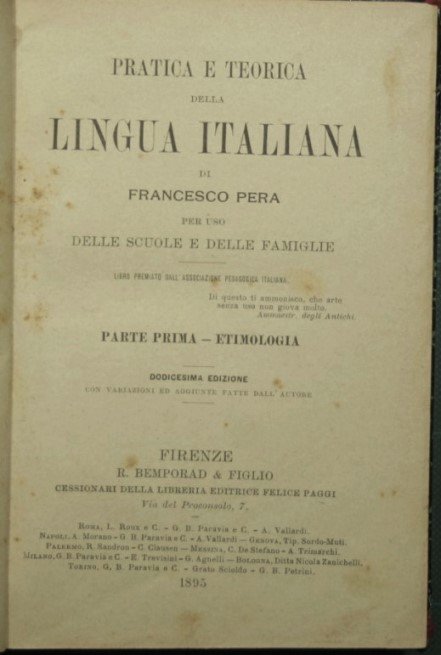 PRATICA E TEORICA
DELLA
LINGUA ITALIANA
DI
FRANCESCO PERA
PER USO
DELLE SCUOLE E DELLE FAMIGLIE
LIBRO PREMIATO DALL'ASSOCIAZIONE PEDAGOGICA ITALIANA.
Di questo ti ammonisco, che arte
senza uso non giova molto.
Ammaestr. degli Antichi.
PARTE PRIMA — ETIMOLOGIA
DODICESIMA EDIZIONE
CON VARIAZIONI ED AGGIUNTE FATTE DALL'AUTORE
FIRENZE
R. BEMPORAD & FIGLIO
CESSIONARI DELLA LIBRERIA EDITRICE FELICE PAGGI
Via del Proconsolo, 7.
ROMA, L. Roux e C. - G. B. Paravia e C. - A. Vallardi.
NAPOLI, A. Morano - G. B. Paravia e C. - A. Vallardi — GENOVA, Tip. Sordo-Muti.
PALERMO, R. Sandron - C. Clausen — MESSINA, C. De Stefano - A. Trimarchi.
MILANO, G. B. Paravia e C. - E. Trevisini - G. Agnelli — BOLOGNA, Ditta Nicola Zanichelli.
TORINO, G. B. Paravia e C. - Grato Scioldo - G. B. Petrini.
1895